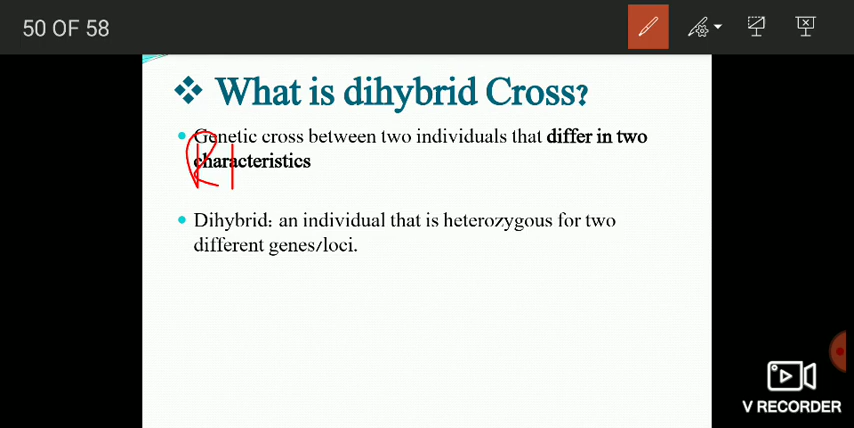 50 OF 58
❖ What is dihybrid Cross?
• Genetic cross between two individuals that differ in two
characteristics
R
• Dihybrid: an individual that is heterozygous for two
different genes/loci.
V RECORDER